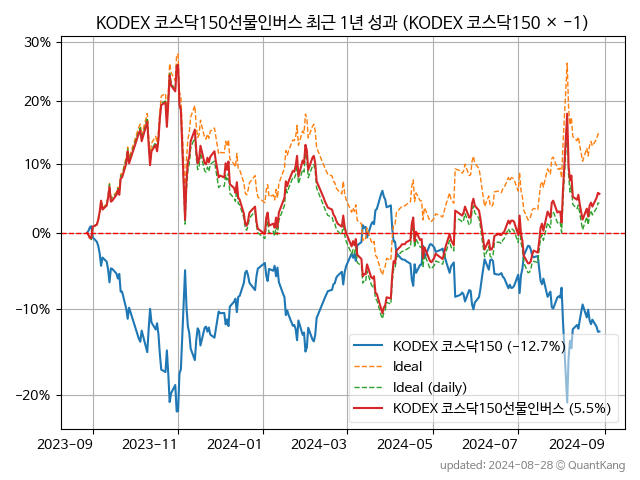 KODEX 코스닥150선물인버스 최근 1년 성과 (KODEX 코스닥150 × −1)
30%
20%
10%
0%
−10%
−20%
KODEX 코스닥150 (−12.7%)
Ideal
Ideal (daily)
KODEX 코스닥150선물인버스 (5.5%)
2023-09
2023-11
2024-01
2024-03
2024-05
2024-07
2024-09
updated: 2024-08-28 © QuantKang